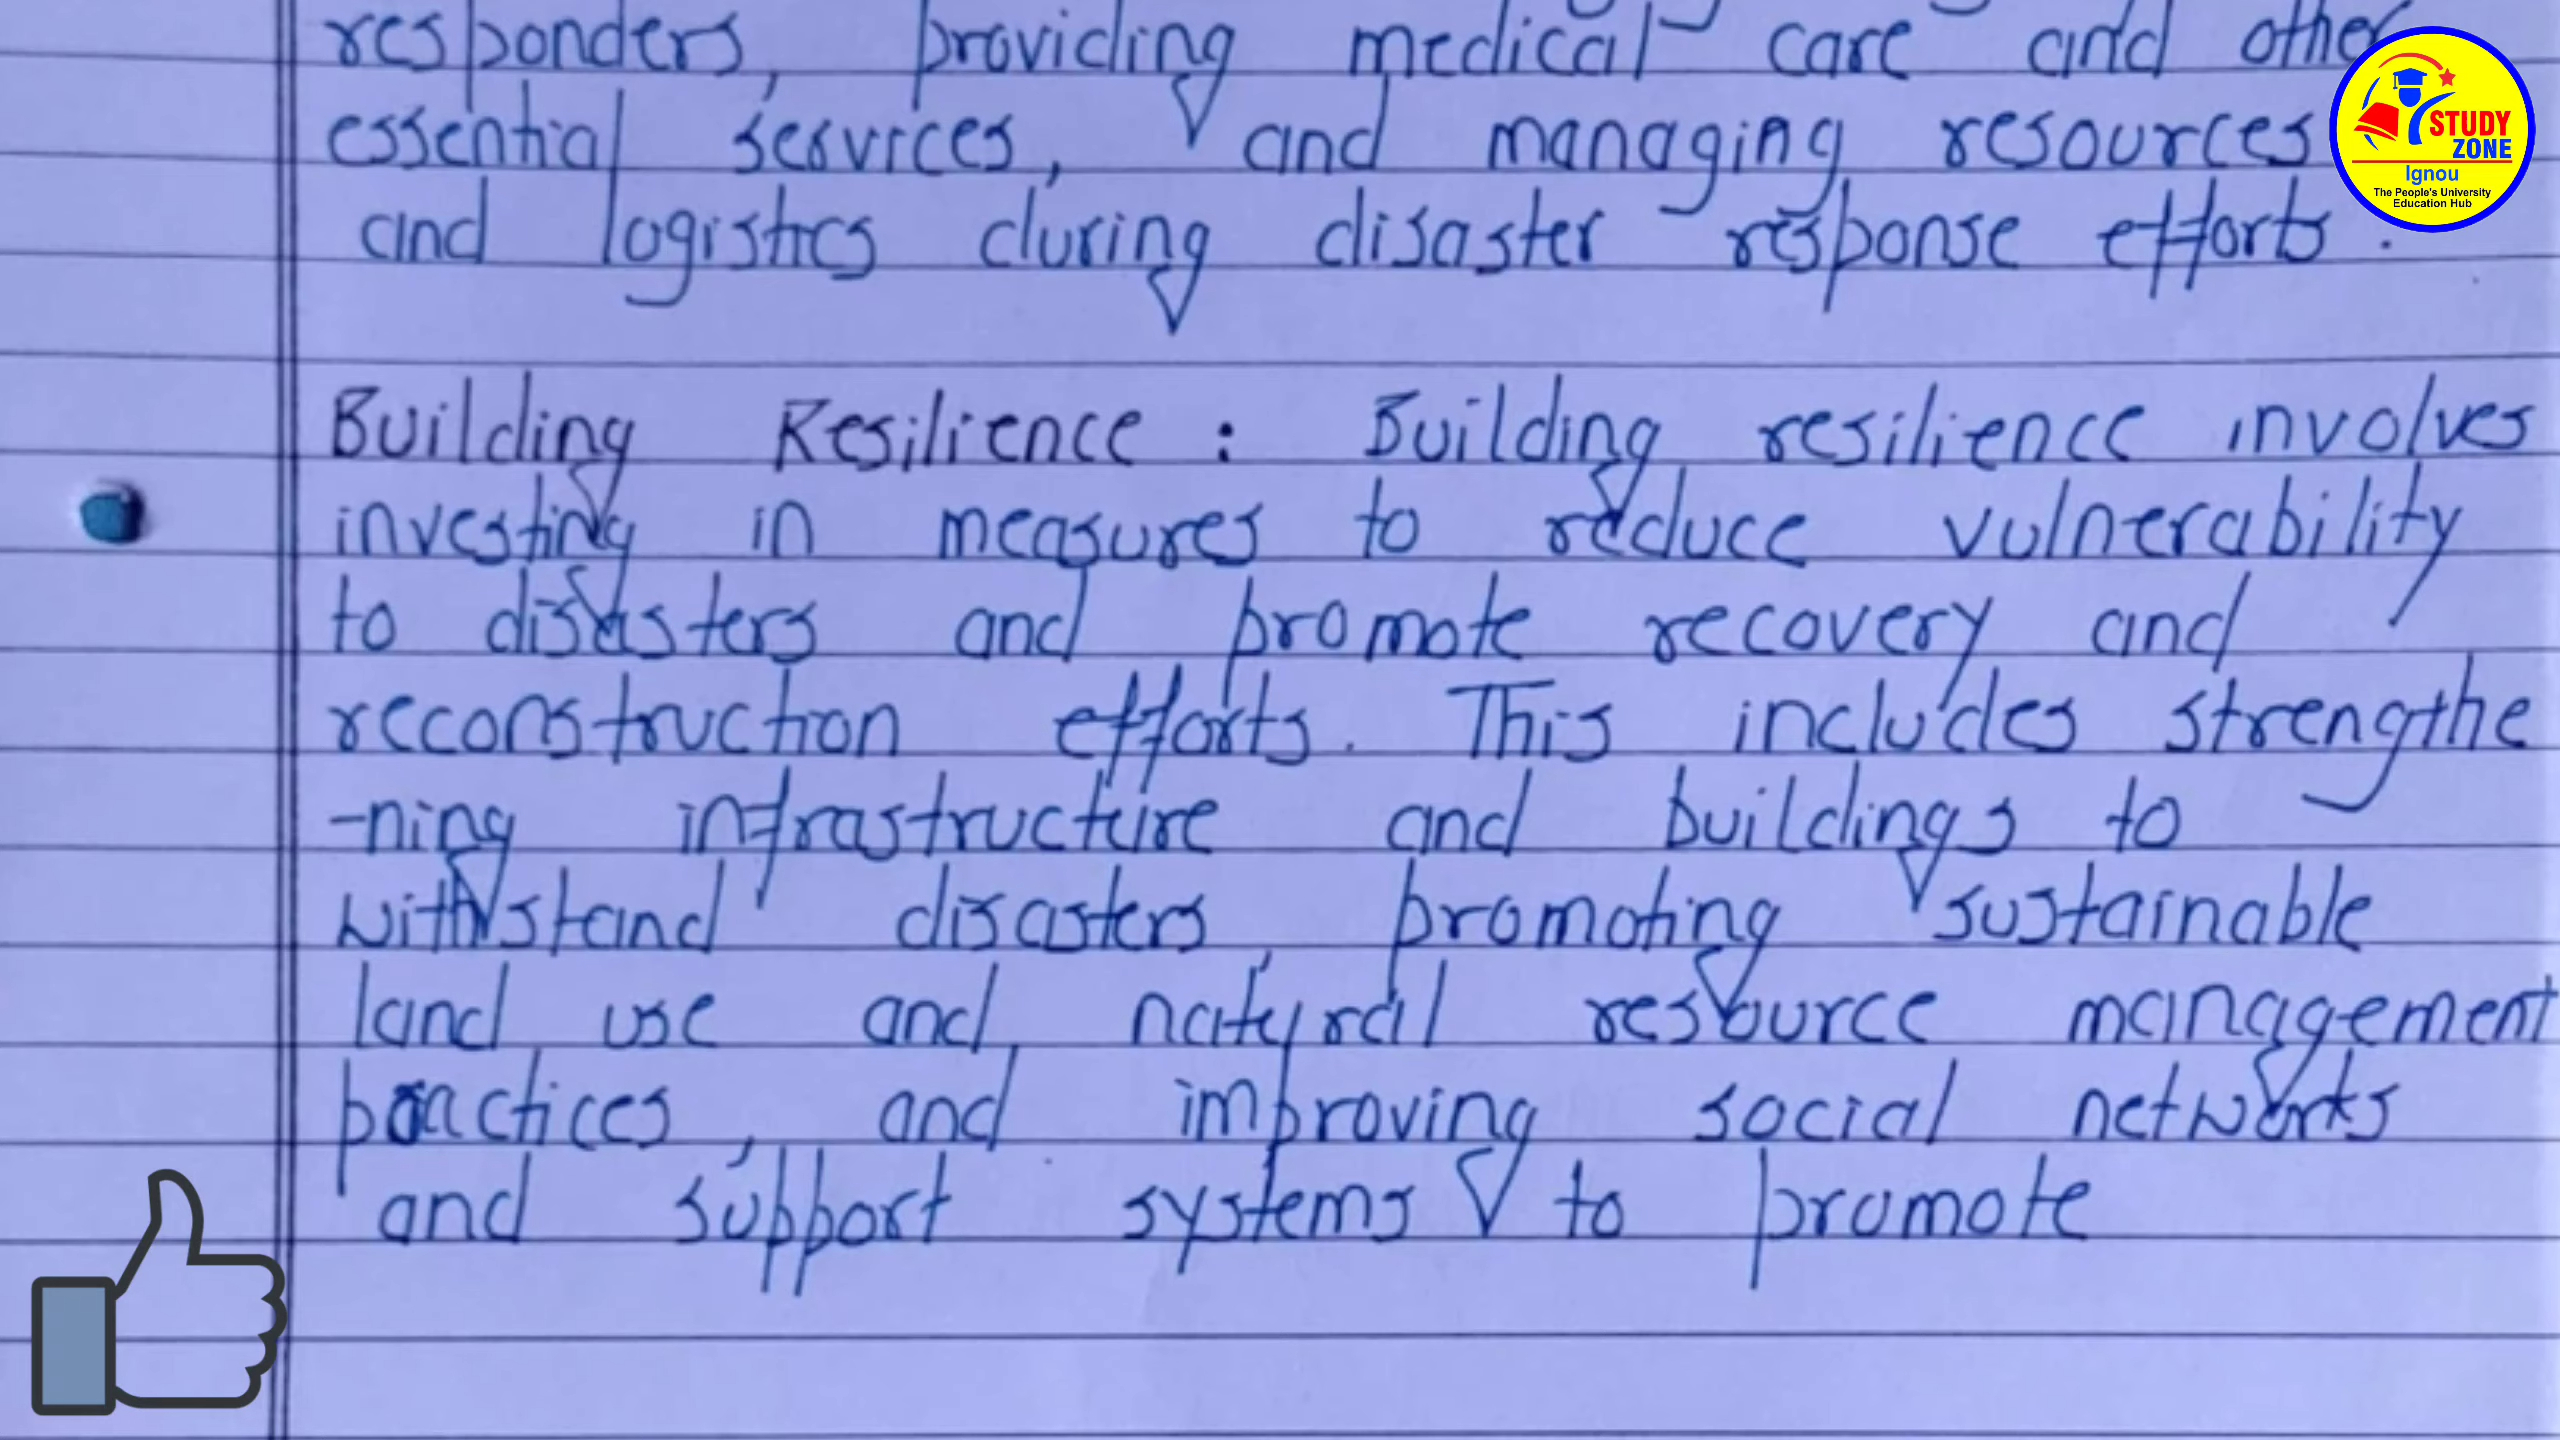 responders, providing medical care and other
essential services, and managing resources
and logistics during disaster response efforts.
Building Resilience : Building resilience involves
investing in measures to reduce vulnerability
to disasters and promote recovery and
reconstruction efforts. This includes strengthe
-ning infrastructure and buildings to
withstand disasters, promoting sustainable
land use and natural resource management
practices, and improving social networks
and support systems to promote
STUDY
ZONE
Ignou
The People's University
Education Hub